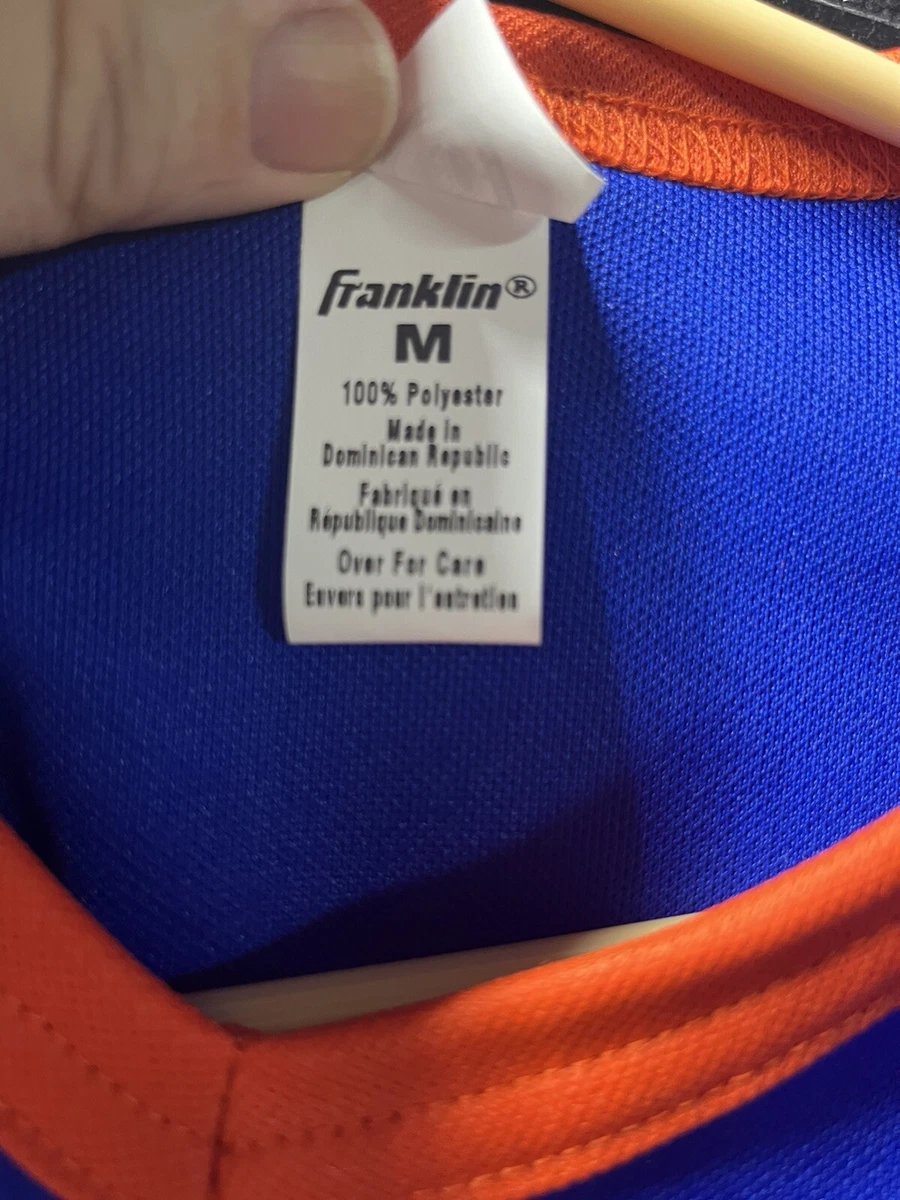 Franklin®
M
100% Polyester
Made in
Dominican Republic
Fabriqué en
République Dominicaine
Over For Care
Envers pour l'entretien